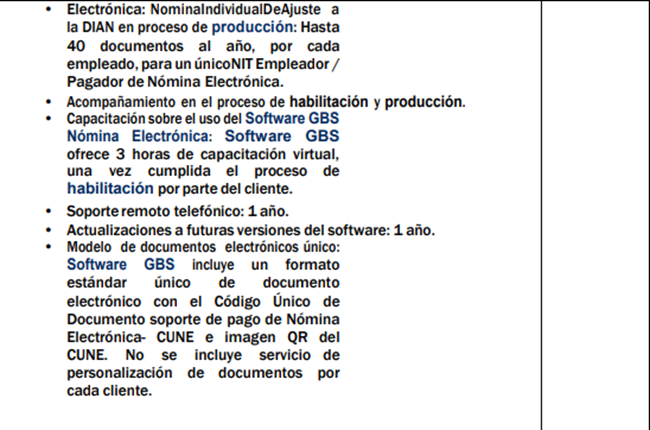 • Electrónica: NominaIndividualDeAjuste a
la DIAN en proceso de producción: Hasta
40 documentos al año, por cada
empleado, para un únicoNIT Empleador /
Pagador de Nómina Electrónica.
• Acompañamiento en el proceso de habilitación y producción.
• Capacitación sobre el uso del Software GBS
Nómina Electrónica: Software GBS
ofrece 3 horas de capacitación virtual,
una vez cumplida el proceso de
habilitación por parte del cliente.
• Soporte remoto telefónico: 1 año.
• Actualizaciones a futuras versiones del software: 1 año.
• Modelo de documentos electrónicos único:
Software GBS incluye un formato
estándar único de documento
electrónico con el Código Único de
Documento soporte de pago de Nómina
Electrónica- CUNE e imagen QR del
CUNE. No se incluye servicio de
personalización de documentos por
cada cliente.